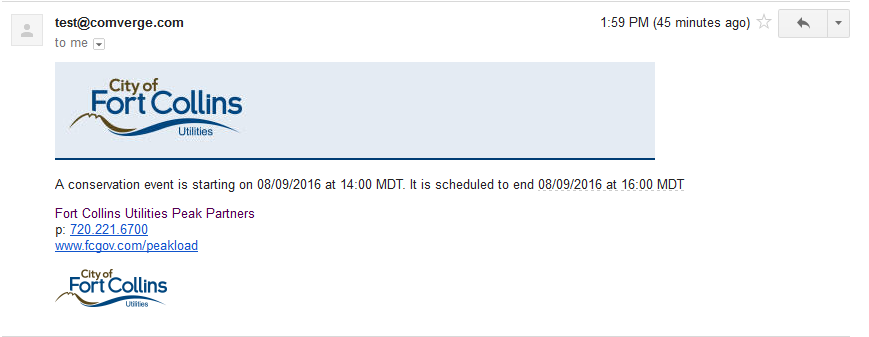 test@comverge.com
1:59 PM (45 minutes ago)
to me
City of
Fort Collins
Utilities
A conservation event is starting on 08/09/2016 at 14:00 MDT. It is scheduled to end 08/09/2016 at 16:00 MDT
Fort Collins Utilities Peak Partners
p: 720.221.6700
www.fcgov.com/peakload
City of
Fort Collins
Utilities